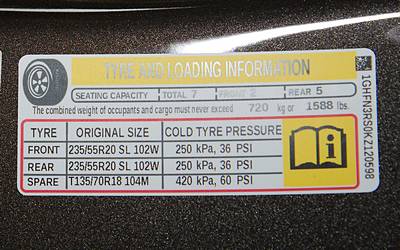 TYRE AND LOADING INFORMATION
SEATING CAPACITY TOTAL 7 FRONT 2 REAR 5
The combined weight of occupants and cargo must never exceed 720 kg or 1588 lbs.
TYRE ORIGINAL SIZE COLD TYRE PRESSURE
FRONT 235/55R20 SL 102W 250 kPa, 36 PSI
REAR 235/55R20 SL 102W 250 kPa, 36 PSI
SPARE T135/70R18 104M 420 kPa, 60 PSI
i
1GHFN3RS0KZ120598